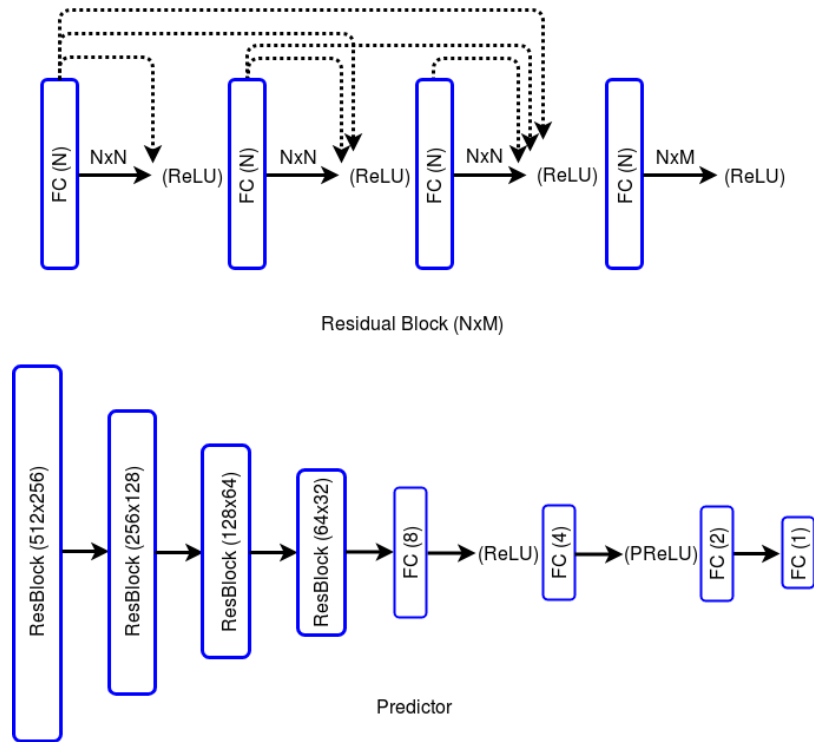 NxN
NxN
NxN
NxM
FC (N)
(ReLU)
FC (N)
(ReLU)
FC (N)
(ReLU)
FC (N)
(ReLU)
Residual Block (NxM)
ResBlock (512x256)
ResBlock (256x128)
ResBlock (128x64)
ResBlock (64x32)
FC (8)
(ReLU)
FC (4)
(PReLU)
FC (2)
FC (1)
Predictor